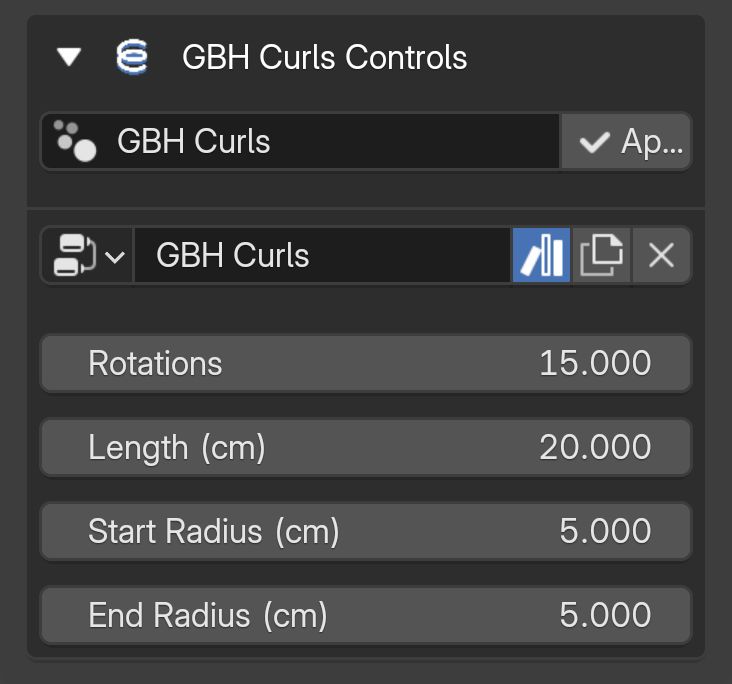 GBH Curls Controls
GBH Curls Ap...
GBH Curls
Rotations 15.000
Length (cm) 20.000
Start Radius (cm) 5.000
End Radius (cm) 5.000